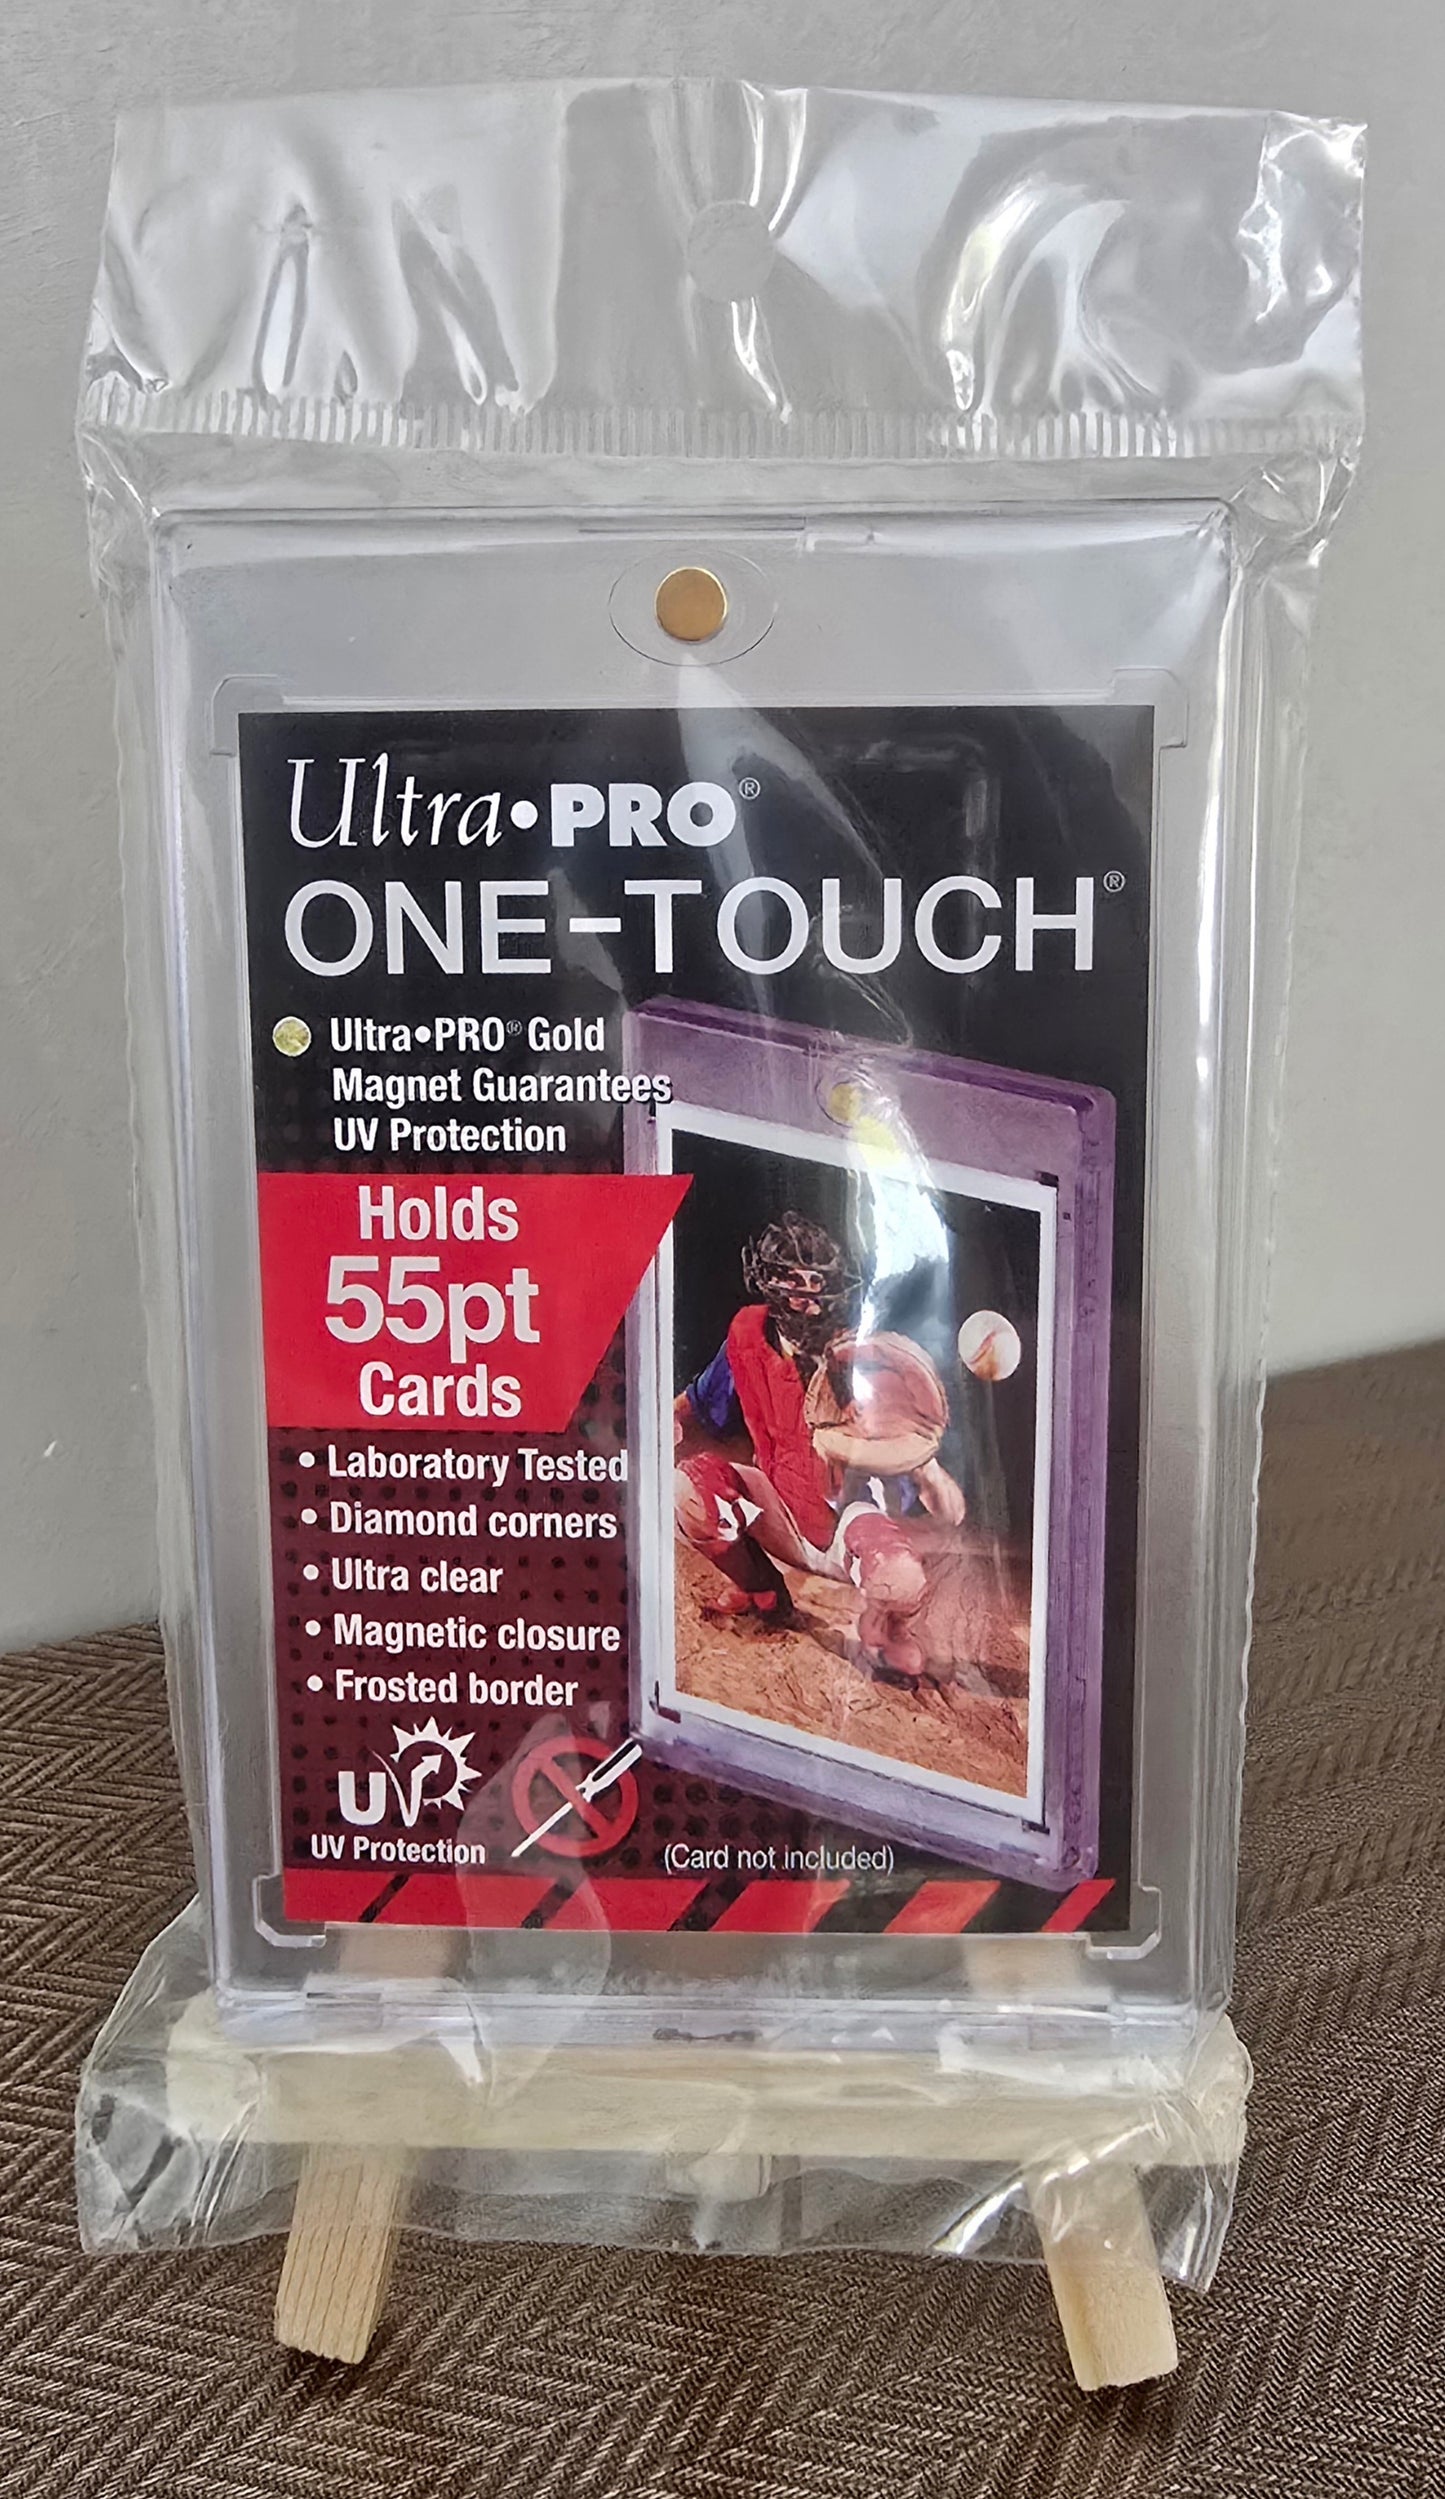 Ultra•PRO®
ONE-TOUCH®
Ultra•PRO® Gold
Magnet Guarantees
UV Protection
Holds
55pt
Cards
• Laboratory Tested
• Diamond corners
• Ultra clear
• Magnetic closure
• Frosted border
UV
UV Protection
(Card not included)